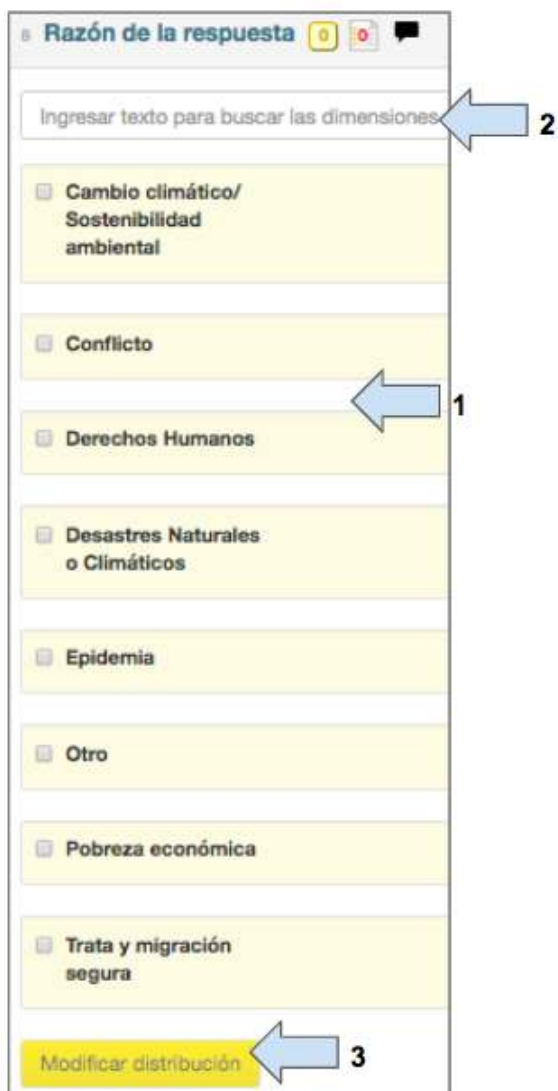 8 Razón de la respuesta 0 0
Ingresar texto para buscar las dimensiones
2
Cambio climático/
Sostenibilidad
ambiental
Conflicto
1
Derechos Humanos
Desastres Naturales
o Climáticos
Epidemia
Otro
Pobreza económica
Trata y migración
segura
Modificar distribución
3